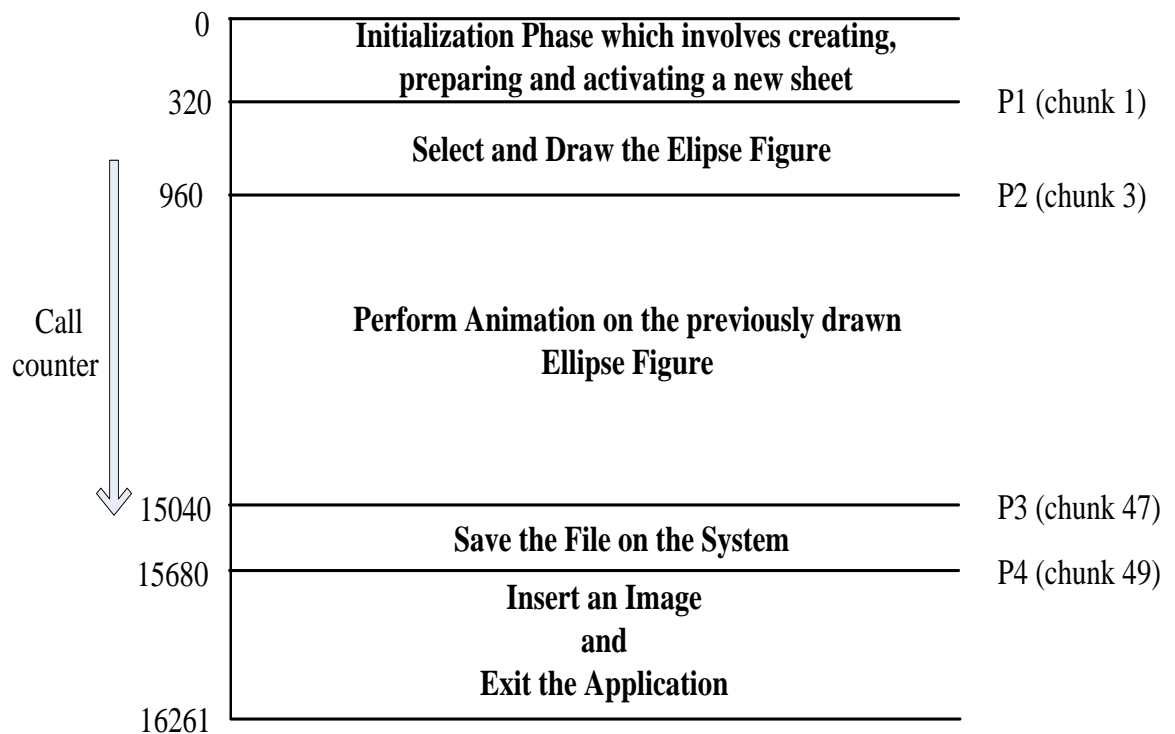 0
Initialization Phase which involves creating,
preparing and activating a new sheet
320
P1 (chunk 1)
Select and Draw the Elipse Figure
960
P2 (chunk 3)
Call
counter
Perform Animation on the previously drawn
Ellipse Figure
15040
P3 (chunk 47)
Save the File on the System
15680
P4 (chunk 49)
Insert an Image
and
Exit the Application
16261